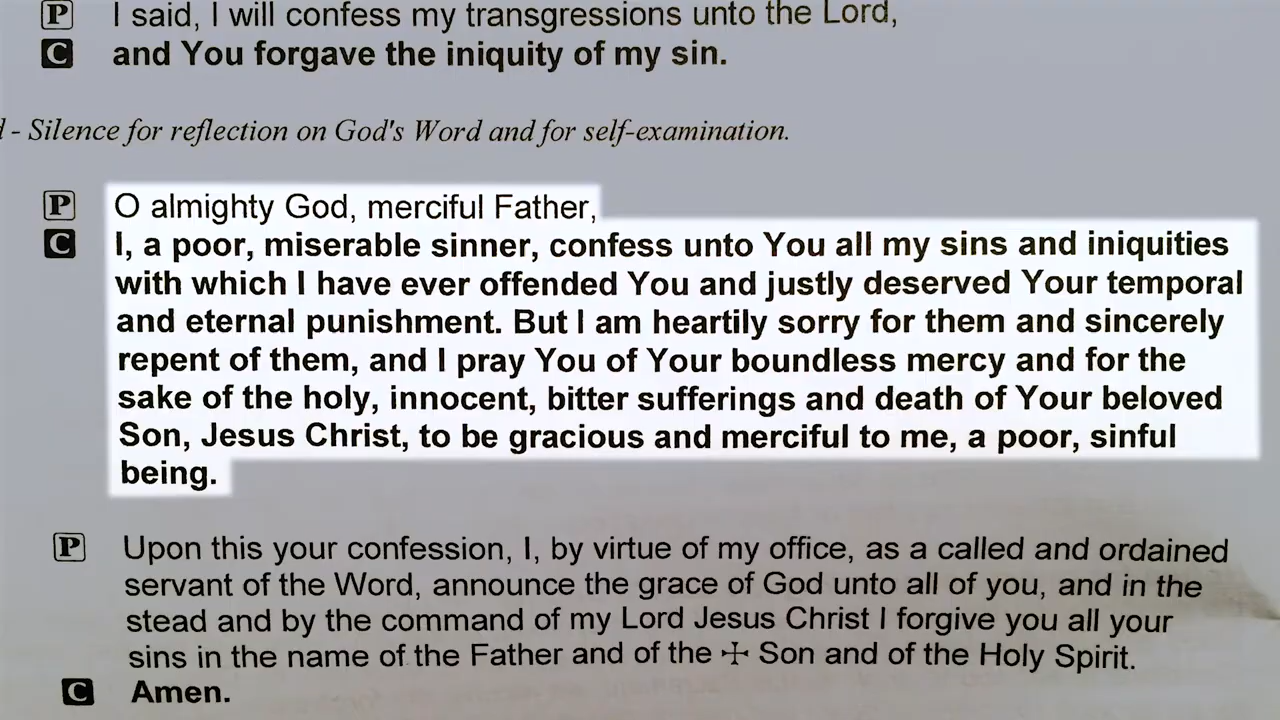 P I said, I will confess my transgressions unto the Lord,
C and You forgave the iniquity of my sin.
- Silence for reflection on God's Word and for self-examination.
P O almighty God, merciful Father,
C I, a poor, miserable sinner, confess unto You all my sins and iniquities
with which I have ever offended You and justly deserved Your temporal
and eternal punishment. But I am heartily sorry for them and sincerely
repent of them, and I pray You of Your boundless mercy and for the
sake of the holy, innocent, bitter sufferings and death of Your beloved
Son, Jesus Christ, to be gracious and merciful to me, a poor, sinful
being.
P Upon this your confession, I, by virtue of my office, as a called and ordained
servant of the Word, announce the grace of God unto all of you, and in the
stead and by the command of my Lord Jesus Christ I forgive you all your
sins in the name of the Father and of the ☩ Son and of the Holy Spirit.
C Amen.